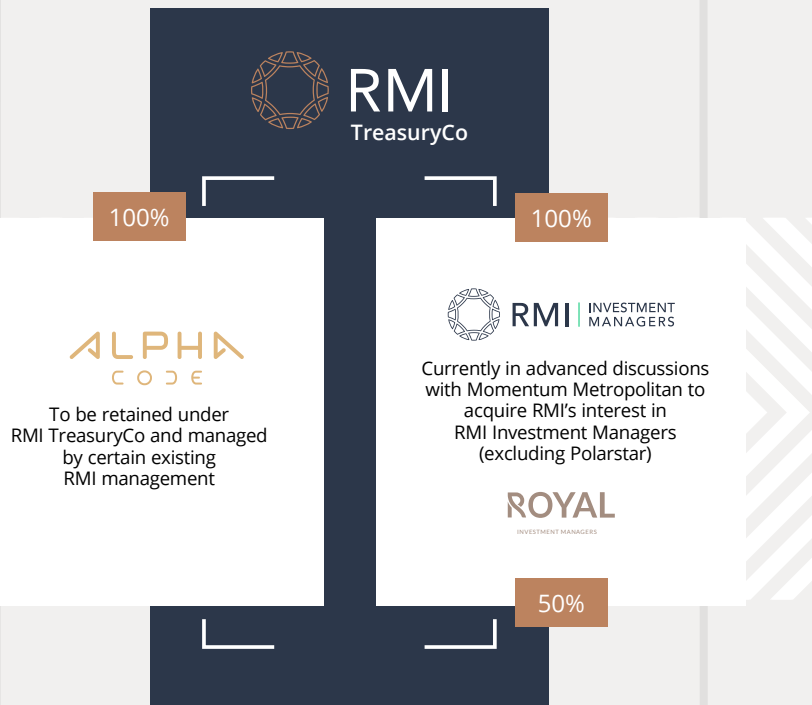 RMI
TreasuryCo
100%
ALPHA
CODE
To be retained under
RMI TreasuryCo and managed
by certain existing
RMI management
100%
RMI INVESTMENT
MANAGERS
Currently in advanced discussions
with Momentum Metropolitan to
acquire RMI’s interest in
RMI Investment Managers
(excluding Polarstar)
ROYAL
INVESTMENT MANAGERS
50%